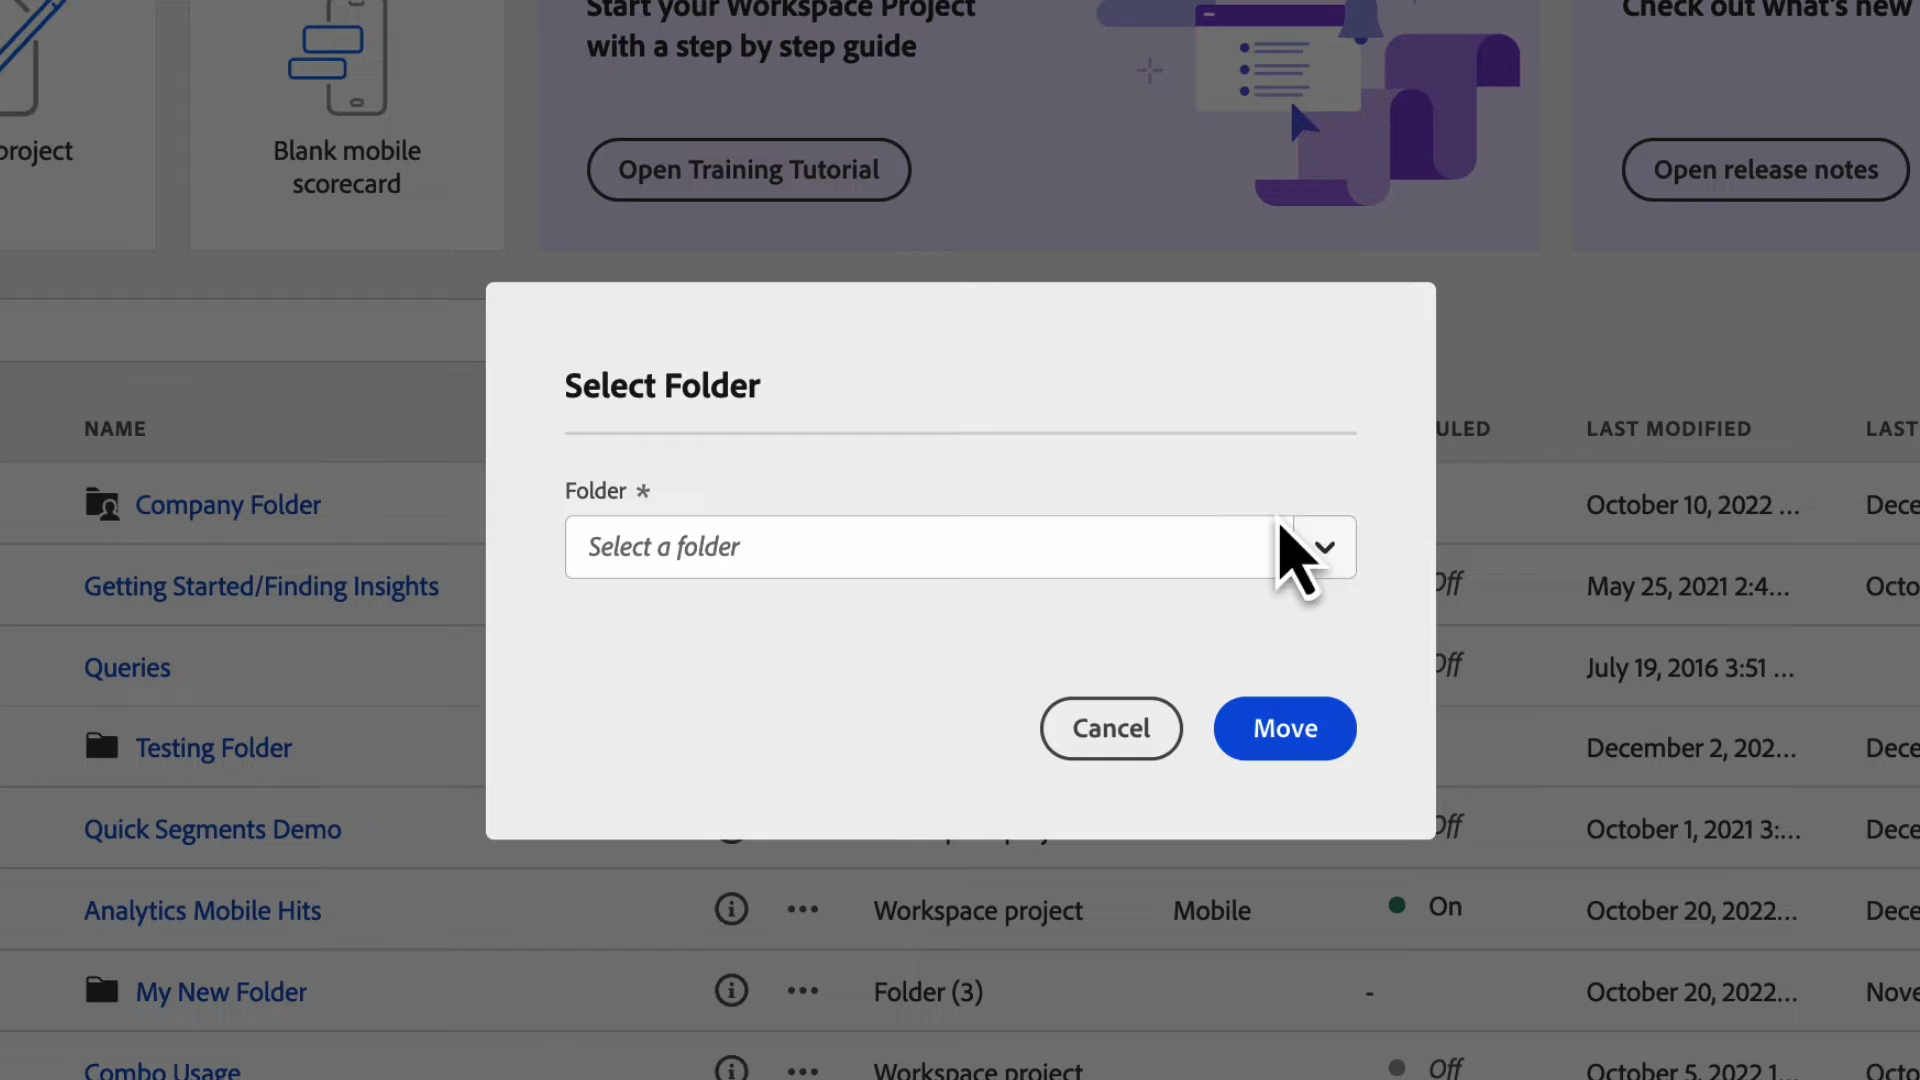 Start your Workspace Project
with a step by step guide
Check out what's new
project
Blank mobile
scorecard
Open Training Tutorial
Open release notes
Select Folder
Folder *
Select a folder
Cancel
Move
NAME
ULED
LAST MODIFIED
LAST
Company Folder
October 10, 2022 ...
Dece
Getting Started/Finding Insights
Off
May 25, 2021 2:4...
Octo
Queries
Off
July 19, 2016 3:51 ...
Testing Folder
December 2, 202...
Dece
Quick Segments Demo
Off
October 1, 2021 3:...
Dece
Analytics Mobile Hits
Workspace project
Mobile
On
October 20, 2022...
Dece
My New Folder
Folder (3)
-
October 20, 2022...
Nove
Combo Usage
Workspace project
Off
October 5, 2022 1...
Octo